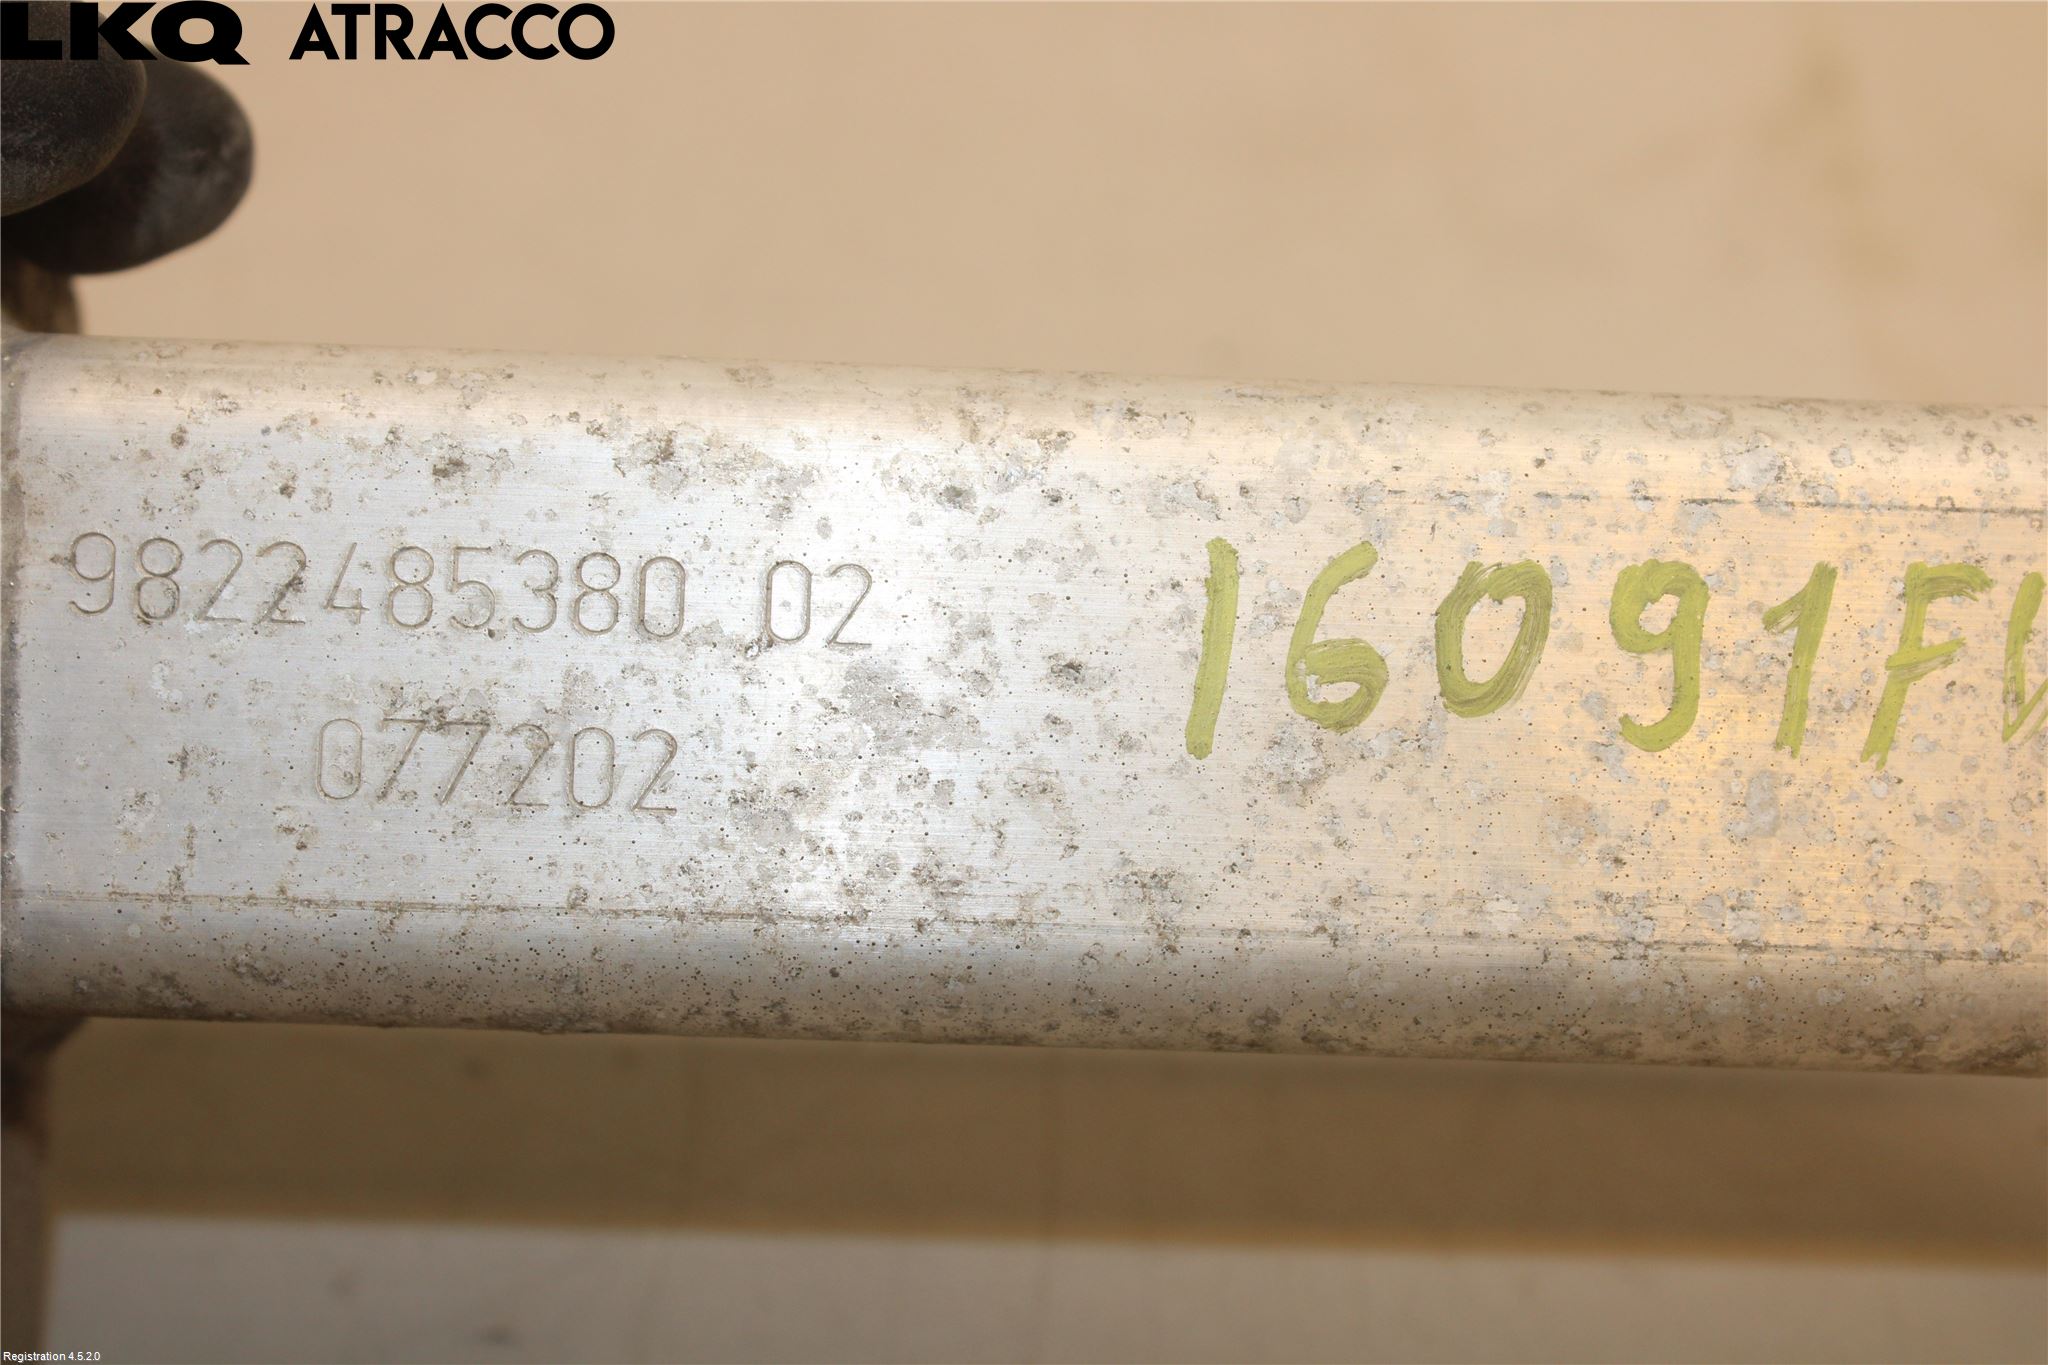 LKQ ATRACCO
9822485380 02
16091F
077202
Registration 4.5.2.0